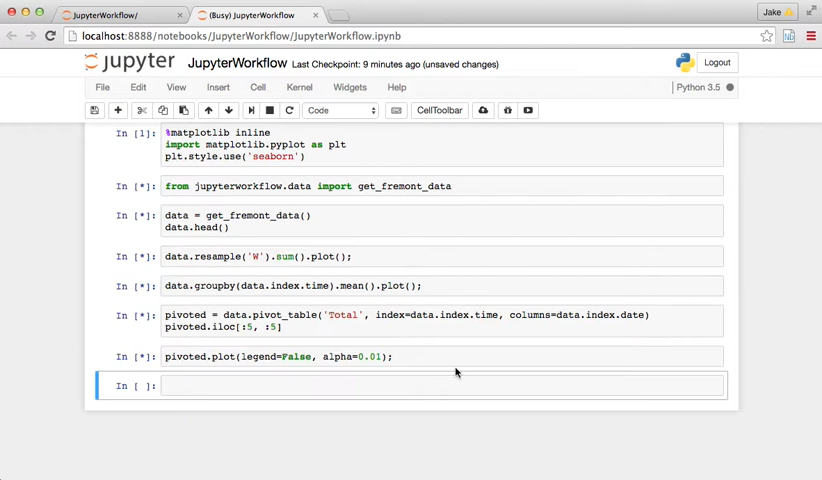 JupyterWorkflow/
(Busy) JupyterWorkflow
Jake
localhost:8888/notebooks/JupyterWorkflow/JupyterWorkflow.ipynb
jupyter JupyterWorkflow Last Checkpoint: 9 minutes ago (unsaved changes)
Logout
File Edit View Insert Cell Kernel Widgets Help
Python 3.5
Code
CellToolbar
In [1]: %matplotlib inline
import matplotlib.pyplot as plt
plt.style.use('seaborn')
In [*]: from jupyterworkflow.data import get_fremont_data
In [*]: data = get_fremont_data()
data.head()
In [*]: data.resample('W').sum().plot();
In [*]: data.groupby(data.index.time).mean().plot();
In [*]: pivoted = data.pivot_table('Total', index=data.index.time, columns=data.index.date)
pivoted.iloc[:5, :5]
In [*]: pivoted.plot(legend=False, alpha=0.01);
In [ ]: